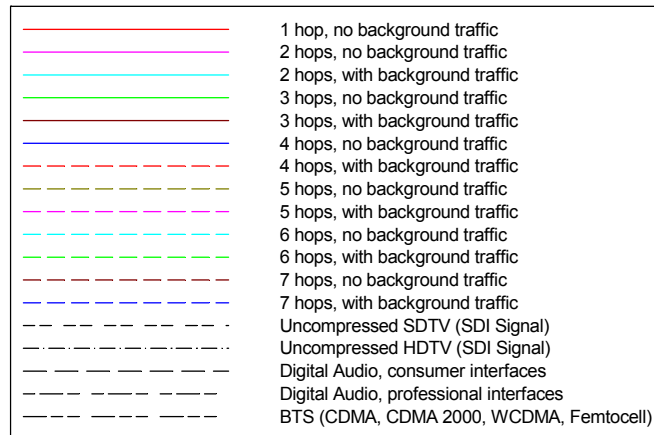 1 hop, no background traffic
2 hops, no background traffic
2 hops, with background traffic
3 hops, no background traffic
3 hops, with background traffic
4 hops, no background traffic
4 hops, with background traffic
5 hops, no background traffic
5 hops, with background traffic
6 hops, no background traffic
6 hops, with background traffic
7 hops, no background traffic
7 hops, with background traffic
Uncompressed SDTV (SDI Signal)
Uncompressed HDTV (SDI Signal)
Digital Audio, consumer interfaces
Digital Audio, professional interfaces
BTS (CDMA, CDMA 2000, WCDMA, Femtocell)